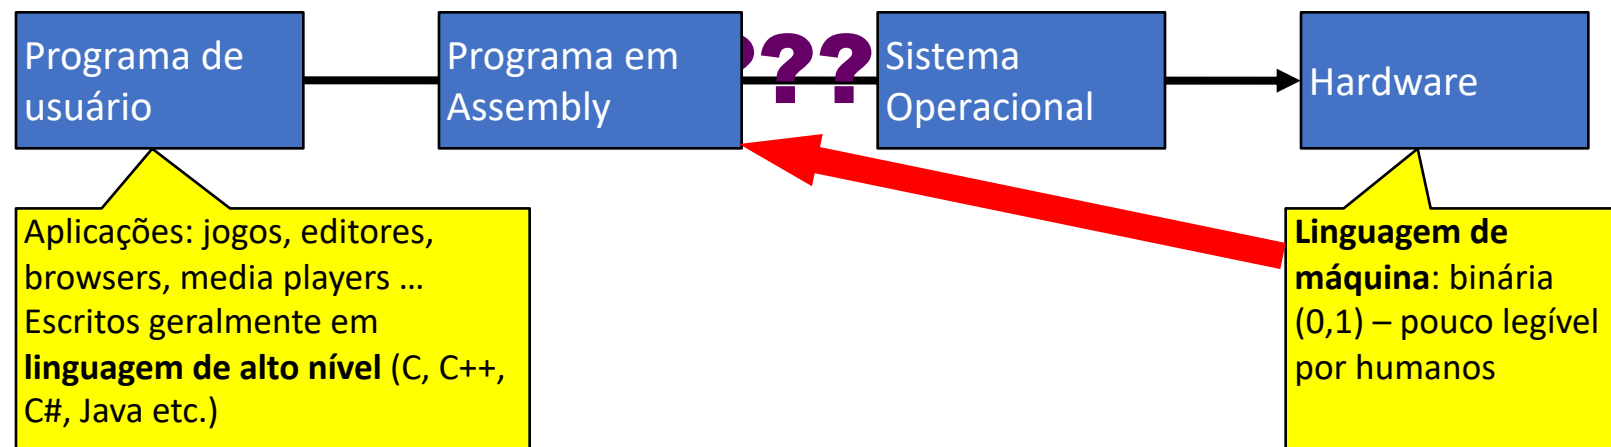 Programa de
usuário
Programa em
Assembly
???
Sistema
Operacional
Hardware
Aplicações: jogos, editores,
browsers, media players ...
Escritos geralmente em
linguagem de alto nível (C, C++,
C#, Java etc.)
Linguagem de
máquina: binária
(0,1) – pouco legível
por humanos